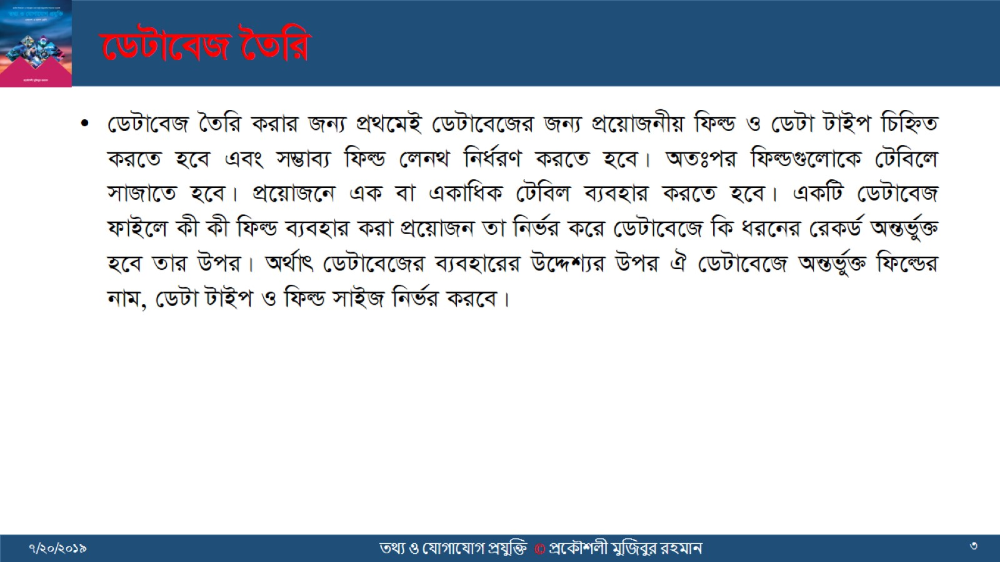 তথ্য ও যোগাযোগ প্রযুক্তি
ডেটাবেজ তৈরি
• ডেটাবেজ তৈরি করার জন্য প্রথমেই ডেটাবেজের জন্য প্রয়োজনীয় ফিল্ড ও ডেটা টাইপ চিহ্নিত
করতে হবে এবং সম্ভাব্য ফিল্ড লেনথ নির্ধরণ করতে হবে। অতঃপর ফিল্ডগুলোকে টেবিলে
সাজাতে হবে। প্রয়োজনে এক বা একাধিক টেবিল ব্যবহার করতে হবে। একটি ডেটাবেজ
ফাইলে কী কী ফিল্ড ব্যবহার করা প্রয়োজন তা নির্ভর করে ডেটাবেজে কি ধরনের রেকর্ড অন্তর্ভুক্ত
হবে তার উপর। অর্থাৎ ডেটাবেজের ব্যবহারের উদ্দেশ্যর উপর ঐ ডেটাবেজে অন্তর্ভুক্ত ফিল্ডের
নাম, ডেটা টাইপ ও ফিল্ড সাইজ নির্ভর করবে।
৭/২০/২০১৯
তথ্য ও যোগাযোগ প্রযুক্তি © প্রকৌশলী মুজিবুর রহমান
৩